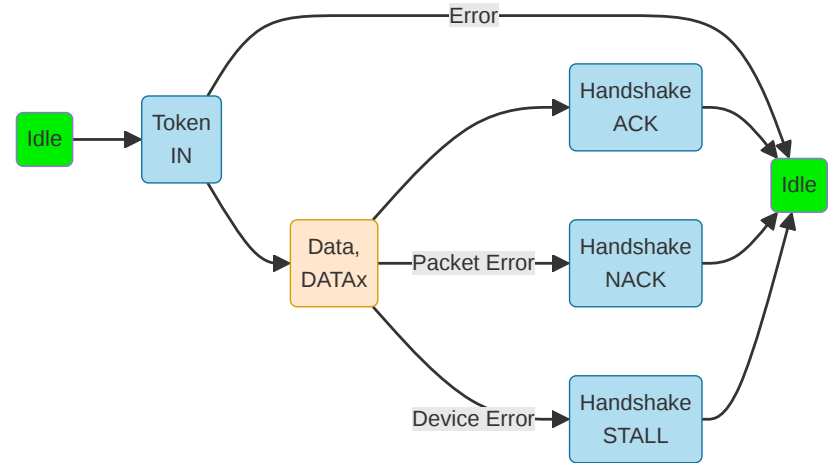 Error
Idle
Token
IN
Data,
DATAx
Packet Error
Device Error
Handshake
ACK
Handshake
NACK
Handshake
STALL
Idle